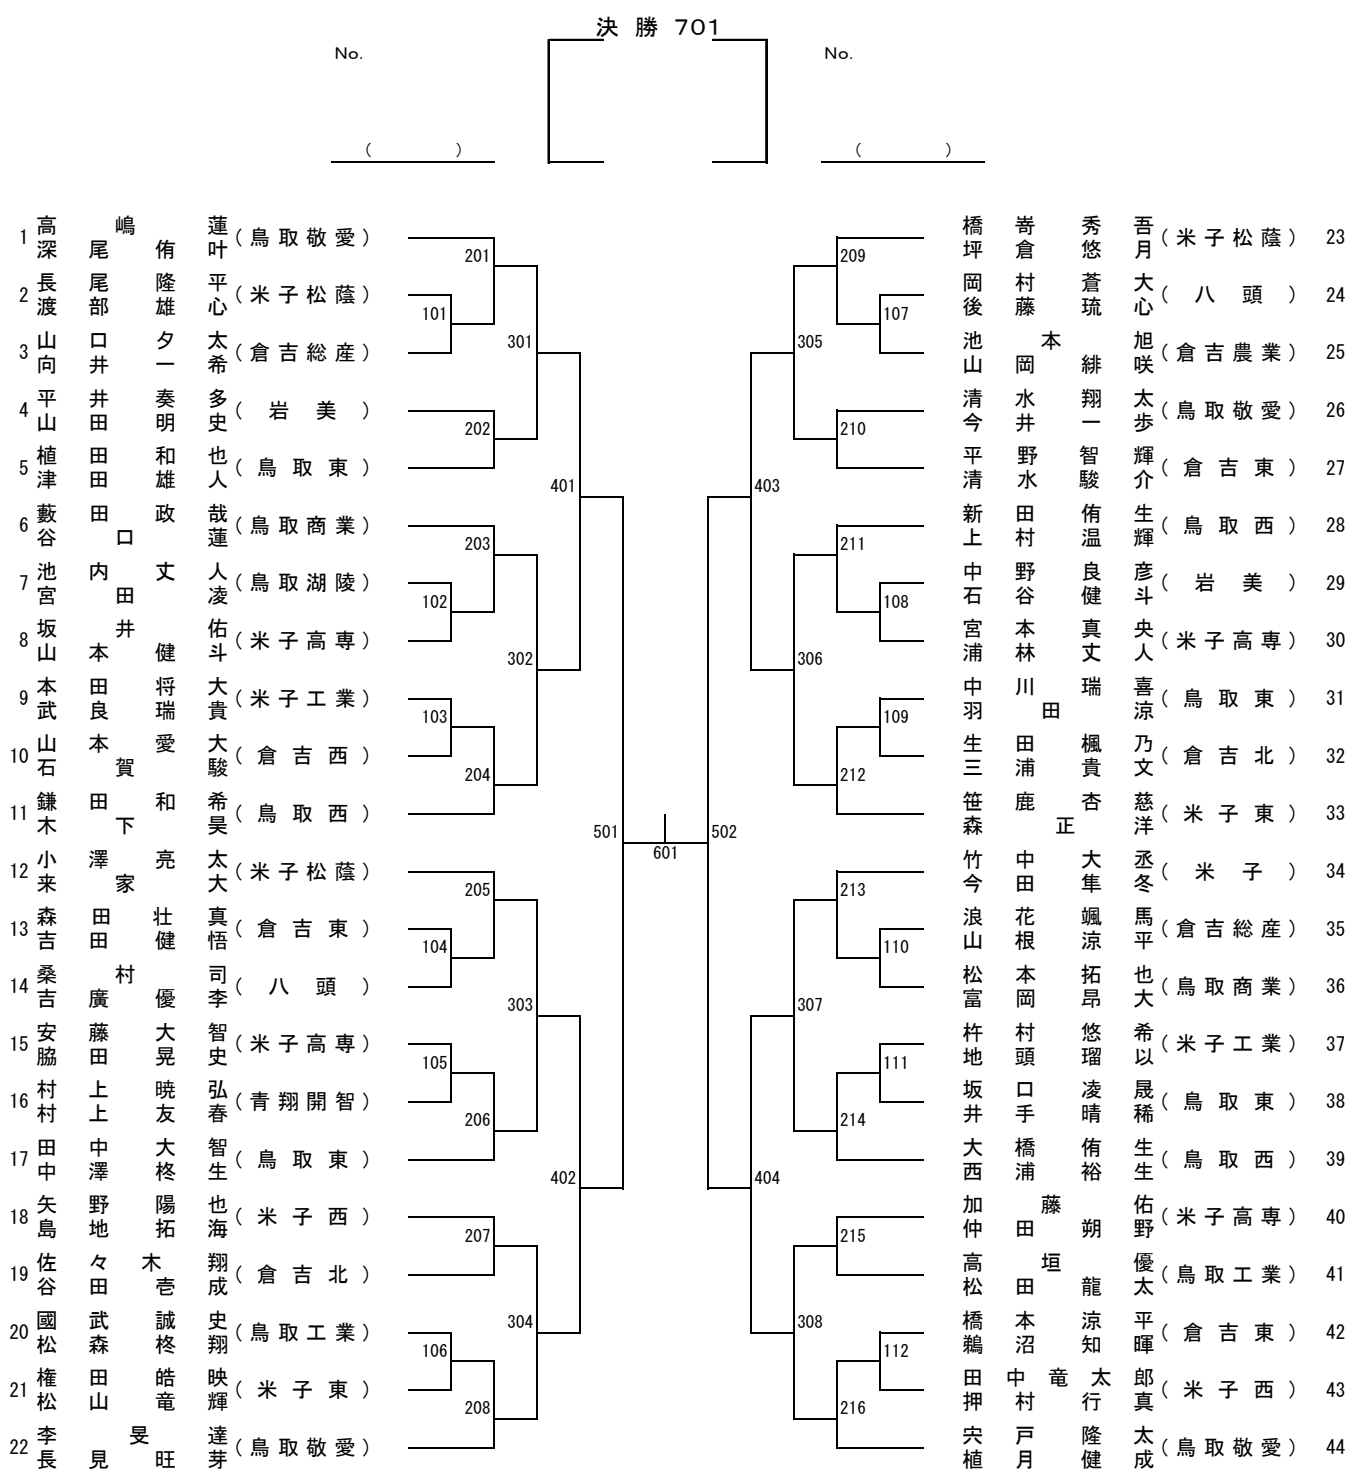 決 勝 701
No.
No.
( )
( )
1 高嶋蓮 深尾侑叶 (鳥取敬愛)
2 長尾隆平 渡部雄心 (米子松蔭)
3 山口夕太 向井一希 (倉吉総産)
4 平井奏多 山田明史 (岩美)
5 植田和也 津田雄人 (鳥取東)
6 藪田政哉 谷口蓮 (鳥取商業)
7 池内丈人 宮田凌 (鳥取湖陵)
8 坂井佑 山本健斗 (米子高専)
9 本田将大 武良瑞貴 (米子工業)
10 山本愛大 石賀駿 (倉吉西)
11 鎌田和希 木下昊 (鳥取西)
12 小澤亮太 来家大 (米子松蔭)
13 森田壮真 吉田健悟 (倉吉東)
14 桑村司 吉廣優李 (八頭)
15 安藤大智 脇田晃史 (米子高専)
16 村上暁弘 村上友春 (青翔開智)
17 田中大智 中澤柊生 (鳥取東)
18 矢野陽也 島地拓海 (米子西)
19 佐々木翔 谷田壱成 (倉吉北)
20 國武誠史 松森柊翔 (鳥取工業)
21 権田皓映 松山竜輝 (米子東)
22 李旻達 長見旺芽 (鳥取敬愛)
201
101
301
202
401
203
102
302
103
204
501
205
104
303
105
206
402
207
304
106
208
601
502
209
107
305
210
403
211
108
306
109
212
213
110
307
111
214
404
215
308
112
216
橋嵜秀吾 坪倉悠月 (米子松蔭) 23
岡村蒼大 後藤琉心 (八頭) 24
池本旭 山岡緋咲 (倉吉農業) 25
清水翔太 今井一歩 (鳥取敬愛) 26
平野智輝 清水駿介 (倉吉東) 27
新田侑生 上村温輝 (鳥取西) 28
中野良彦 石谷健斗 (岩美) 29
宮本真央 浦林丈人 (米子高専) 30
中川瑞喜 羽田涼 (鳥取東) 31
生田楓乃 三浦貴文 (倉吉北) 32
笹鹿杏慈 森正洋 (米子東) 33
竹中大丞 今田隼冬 (米子) 34
浪花颯馬 山根涼平 (倉吉総産) 35
松本拓也 富岡昂大 (鳥取商業) 36
杵村悠希 地頭瑠以 (米子工業) 37
坂口凌晟 井手晴稀 (鳥取東) 38
大橋侑生 西浦裕生 (鳥取西) 39
加藤佑 仲田朔野 (米子高専) 40
高垣優 松田龍太 (鳥取工業) 41
橋本涼平 鵜沼知暉 (倉吉東) 42
田中竜太郎 押村行真 (米子西) 43
宍戸隆太 植月健成 (鳥取敬愛) 44